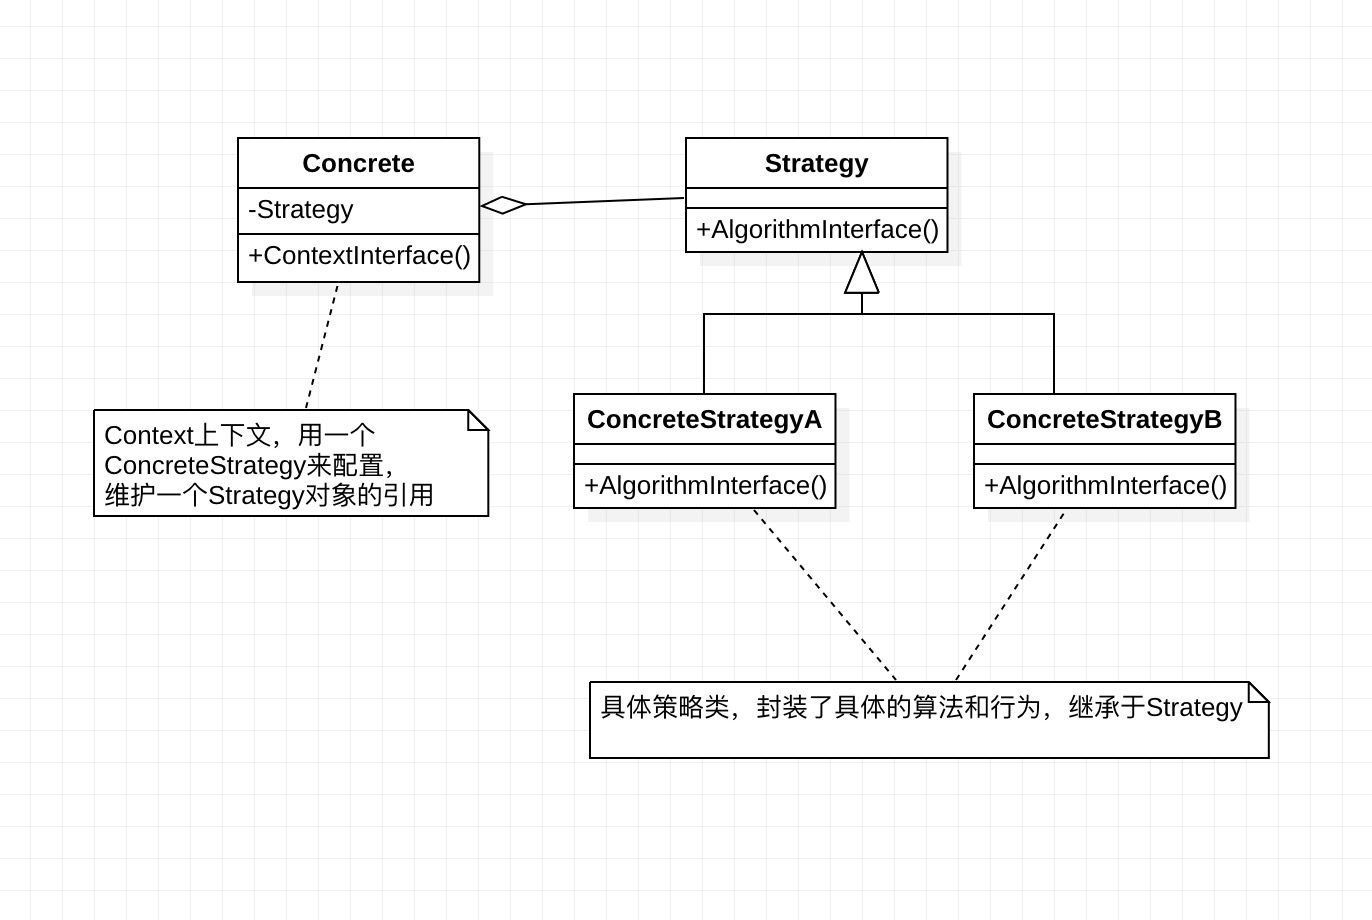 Concrete
-Strategy
+ContextInterface()
Strategy
+AlgorithmInterface()
Context上下文，用一个
ConcreteStrategy来配置，
维护一个Strategy对象的引用
ConcreteStrategyA
+AlgorithmInterface()
ConcreteStrategyB
+AlgorithmInterface()
具体策略类，封装了具体的算法和行为，继承于Strategy